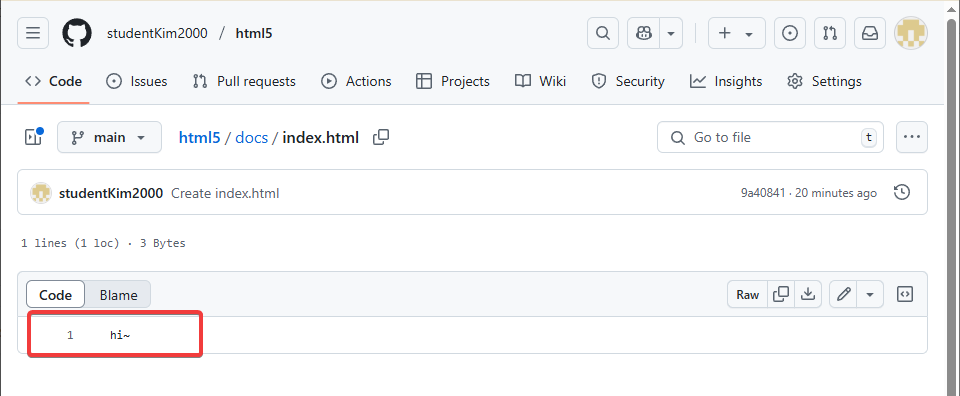 studentKim2000 / html5
Code Issues Pull requests Actions Projects Wiki Security Insights Settings
main html5 / docs / index.html Go to file t
studentKim2000 Create index.html 9a40841 · 20 minutes ago
1 lines (1 loc) · 3 Bytes
Code Blame Raw
1 hi~